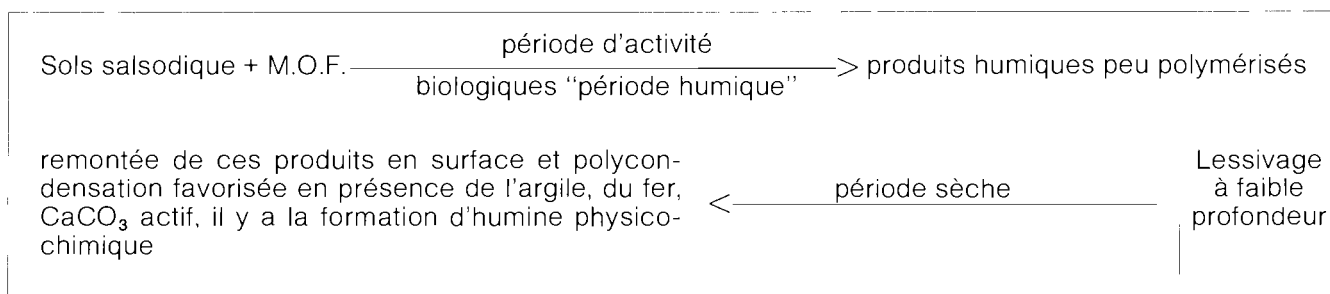 période d'activité
Sols salsodique + M.O.F. > produits humiques peu polymérisés
biologiques "période humique"
remontée de ces produits en surface et polycon-
densation favorisée en présence de l'argile, du fer,
CaCO₃ actif, il y a la formation d'humine physico-
chimique
< période sèche
Lessivage
à faible
profondeur